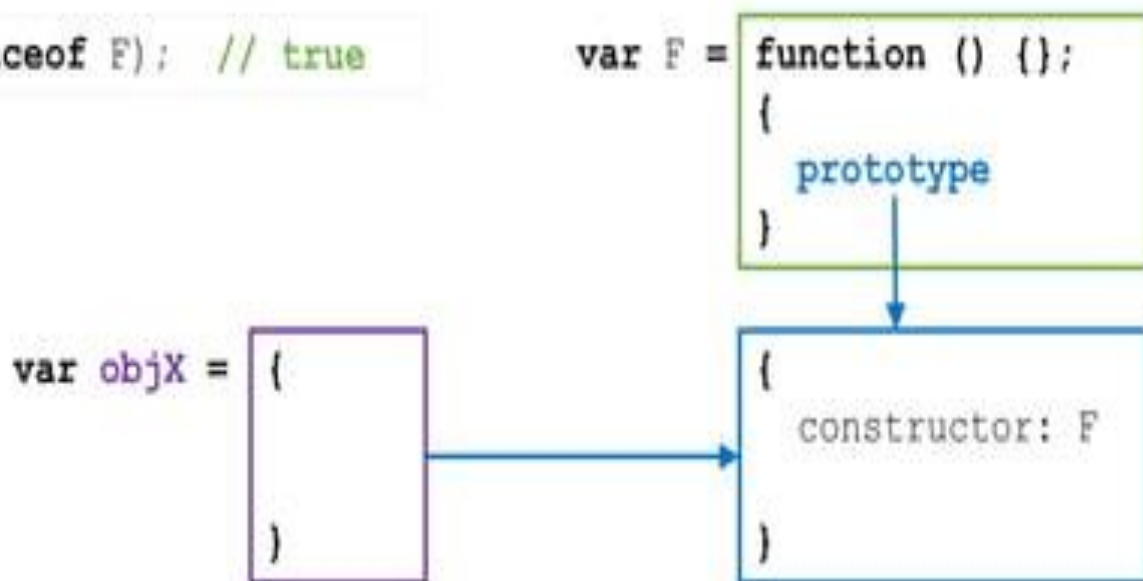 ceof F); // true
var F = function () {};
{
prototype
}
var objX = {
}
{
constructor: F
}